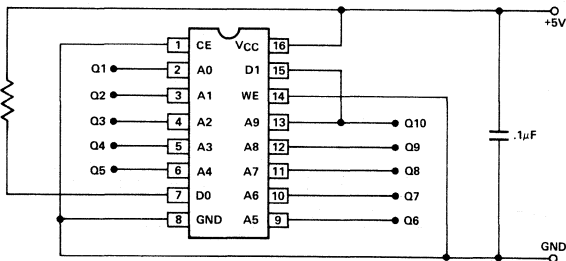 +5V
1 CE VCC 16
Q1 2 A0 D1 15
Q2 3 A1 WE 14
Q3 4 A2 A9 13 Q10
Q4 5 A3 A8 12 Q9
Q5 6 A4 A7 11 Q8
7 D0 A6 10 Q7
8 GND A5 9 Q6
.1μF
GND